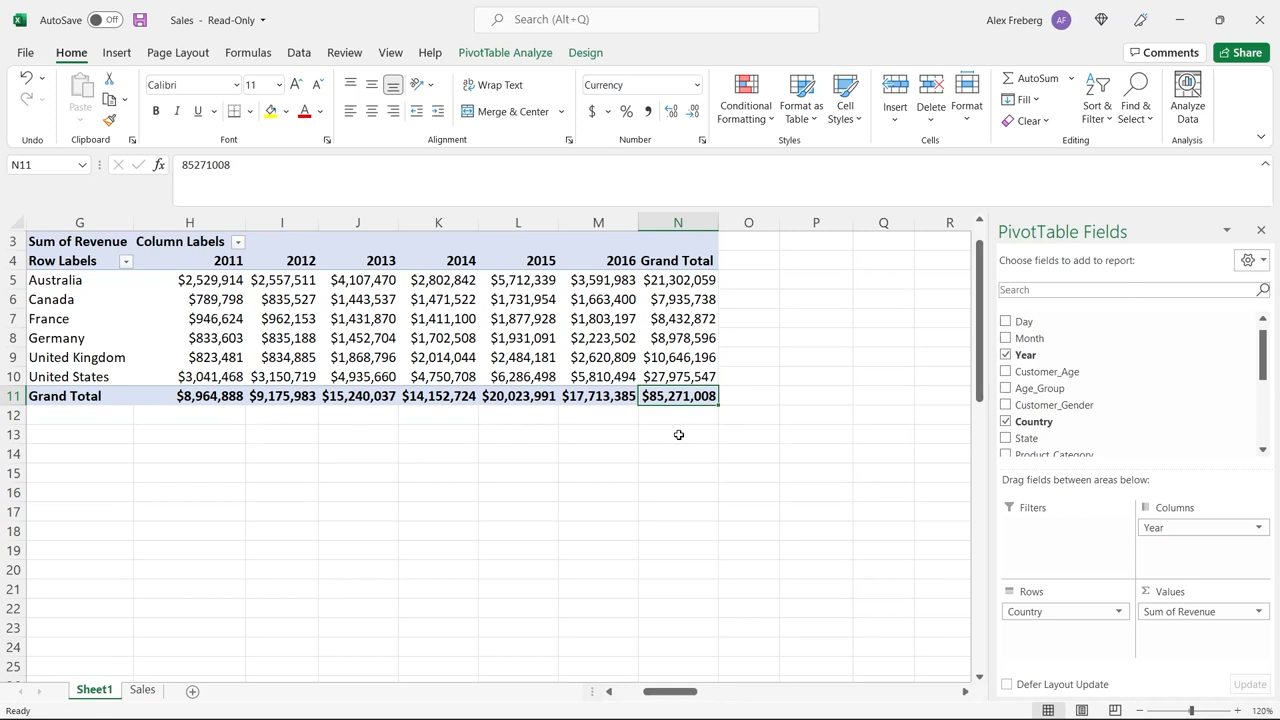 AutoSave Off Sales - Read-Only Search (Alt+Q) Alex Freberg AF
File Home Insert Page Layout Formulas Data Review View Help PivotTable Analyze Design Comments Share
Paste Calibri 11 A A Wrap Text Currency Conditional Formatting Format as Table Cell Styles Insert Delete Format AutoSum Fill Clear Sort & Filter Find & Select Analyze Data
B I U A Merge & Center $ % ,
Undo Clipboard Font Alignment Number Styles Cells Editing Analysis
N11 fx 85271008
G H I J K L M N O P Q R
3 Sum of Revenue Column Labels
4 Row Labels 2011 2012 2013 2014 2015 2016 Grand Total
5 Australia $2,529,914 $2,557,511 $4,107,470 $2,802,842 $5,712,339 $3,591,983 $21,302,059
6 Canada $789,798 $835,527 $1,443,537 $1,471,522 $1,731,954 $1,663,400 $7,935,738
7 France $946,624 $962,153 $1,431,870 $1,411,100 $1,877,928 $1,803,197 $8,432,872
8 Germany $833,603 $835,188 $1,452,704 $1,702,508 $1,931,091 $2,223,502 $8,978,596
9 United Kingdom $823,481 $834,885 $1,868,796 $2,014,044 $2,484,181 $2,620,809 $10,646,196
10 United States $3,041,468 $3,150,719 $4,935,660 $4,750,708 $6,286,498 $5,810,494 $27,975,547
11 Grand Total $8,964,888 $9,175,983 $15,240,037 $14,152,724 $20,023,991 $17,713,385 $85,271,008
12
13
14
15
16
17
18
19
20
21
22
23
24
25
PivotTable Fields
Choose fields to add to report:
Search
Day
Month
Year
Customer_Age
Age_Group
Customer_Gender
Country
State
Product_Category
Drag fields between areas below:
Filters Columns
Year
Rows Σ Values
Country Sum of Revenue
Defer Layout Update Update
Sheet1 Sales
Ready 120%